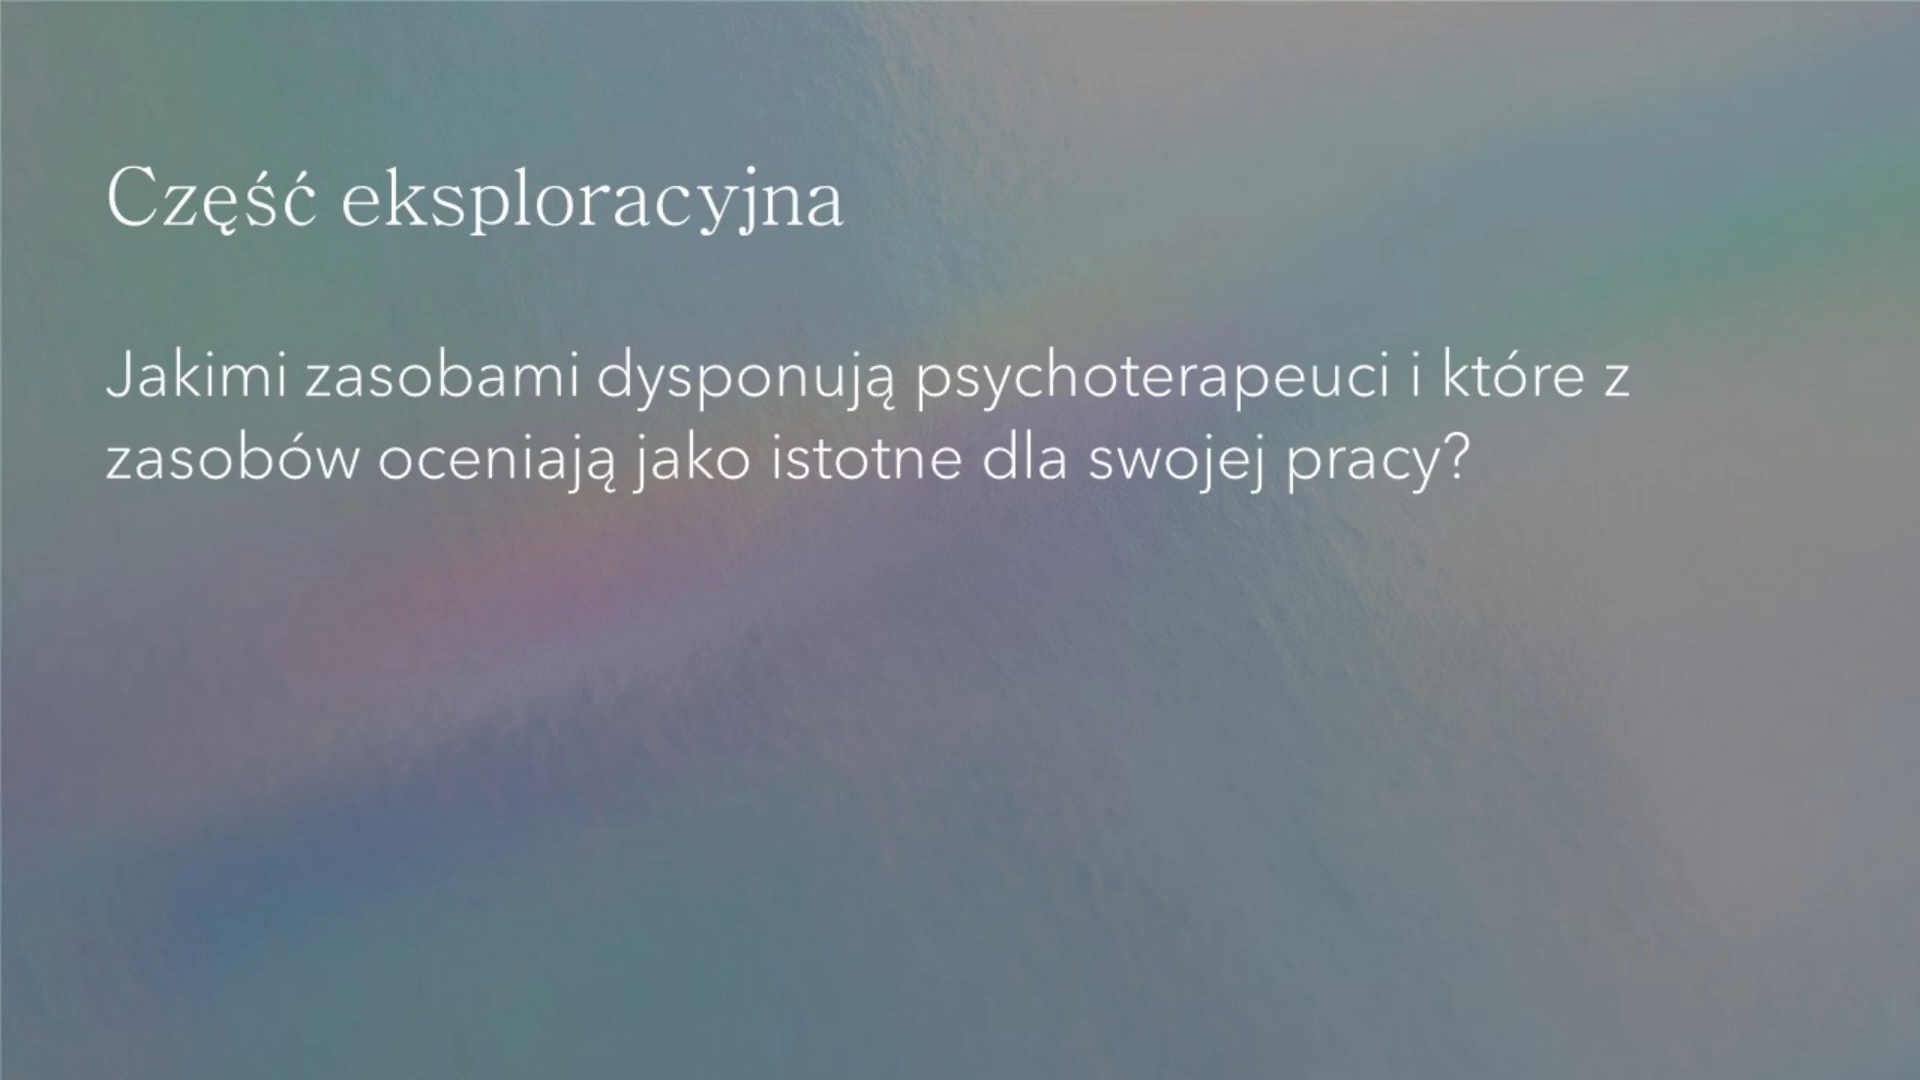 Część eksploracyjna
Jakimi zasobami dysponują psychoterapeuci i które z
zasobów oceniają jako istotne dla swojej pracy?